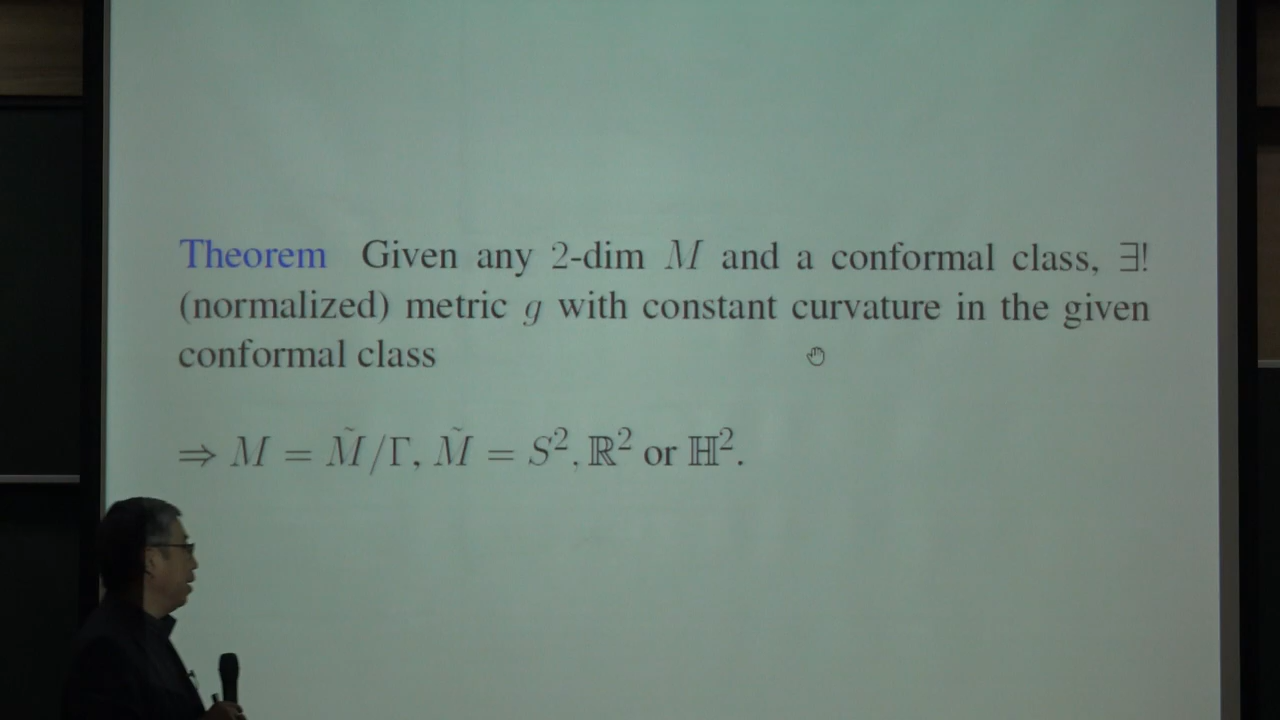 Theorem Given any 2-dim M and a conformal class, ∃!
(normalized) metric g with constant curvature in the given
conformal class
⇒ M = M̃/Γ, M̃ = S², ℝ² or ℍ².